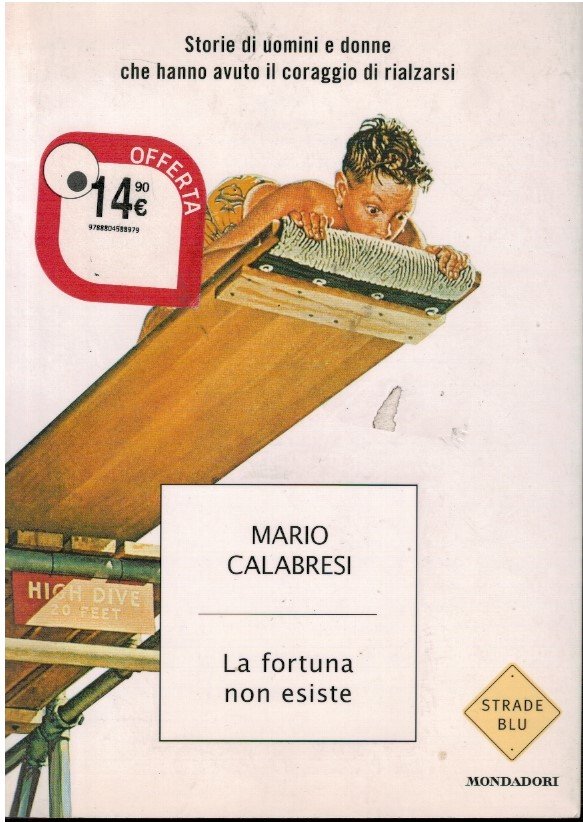 Storie di uomini e donne
che hanno avuto il coraggio di rialzarsi
OFFERTA
14 90 €
9788804588979
MARIO
CALABRESI
La fortuna
non esiste
HIGH DIVE
20 FEET
STRADE
BLU
MONDADORI